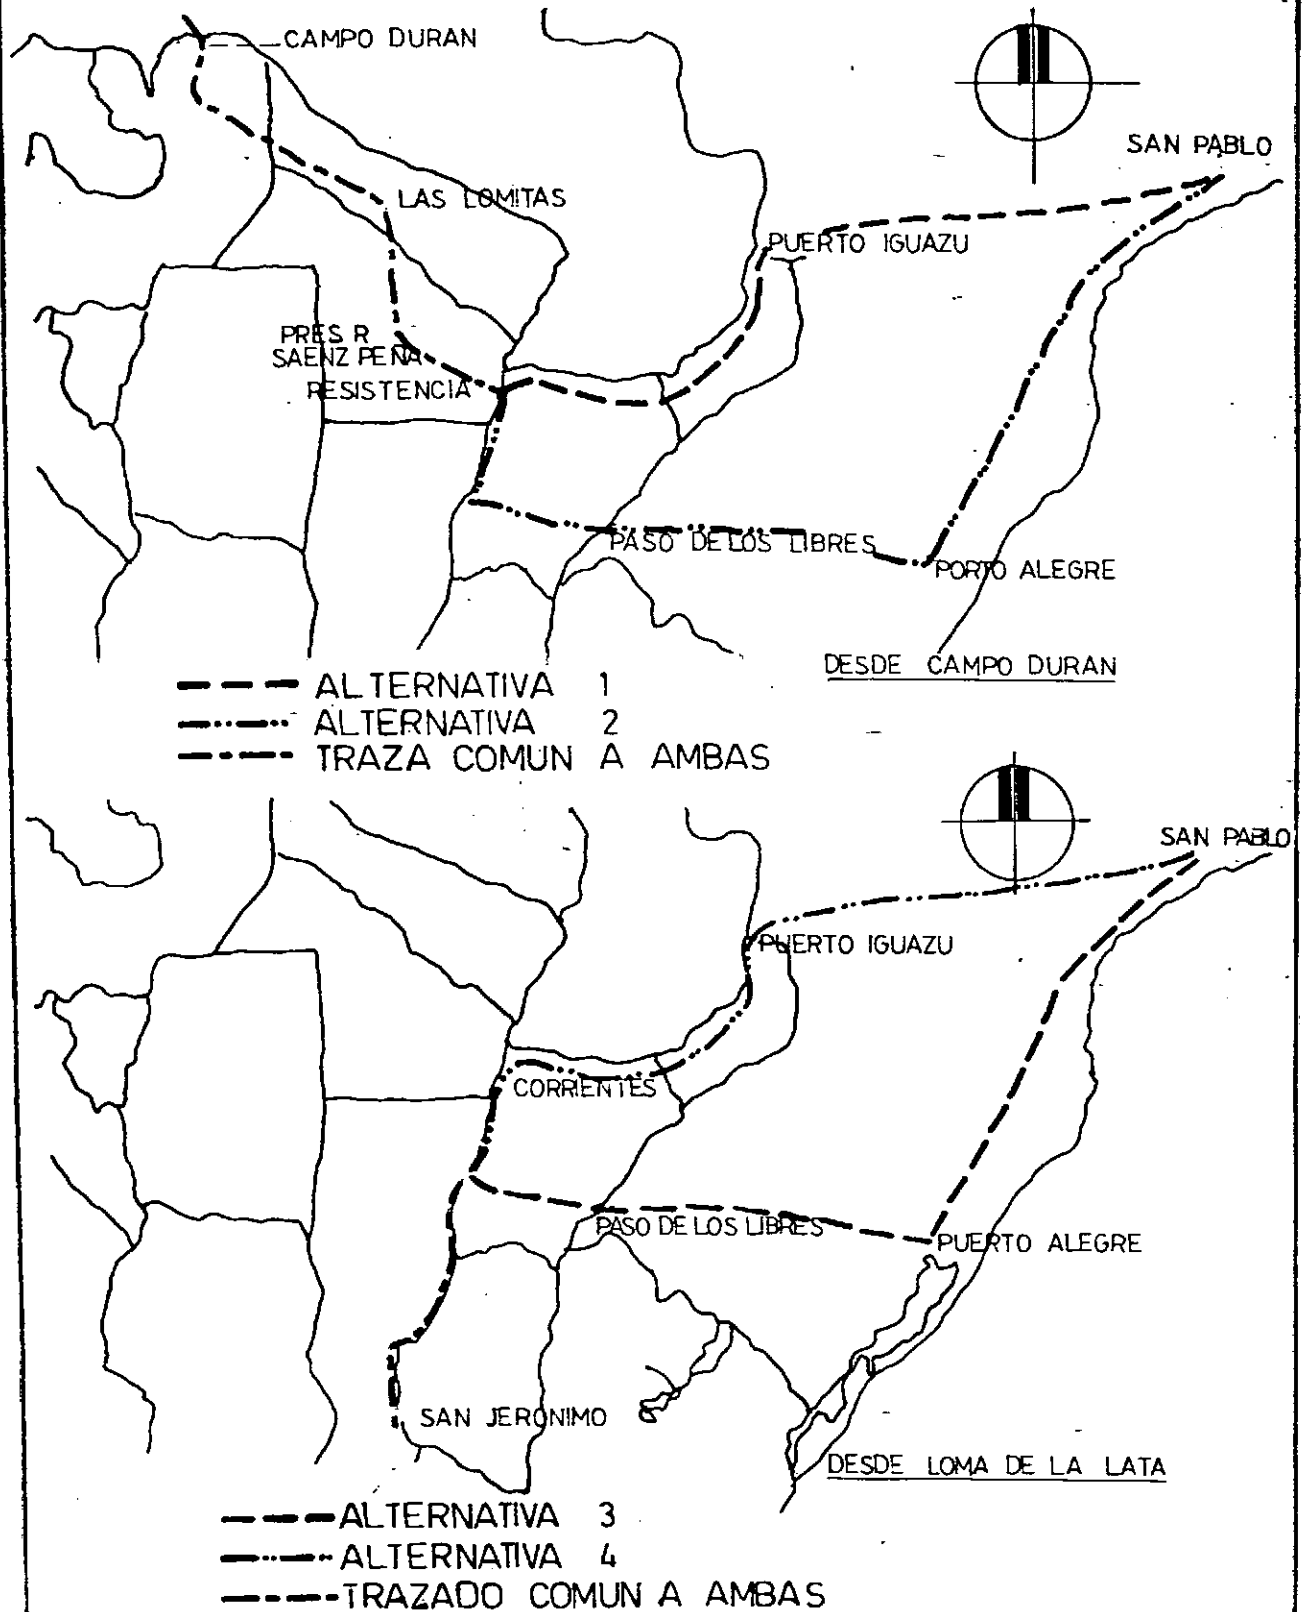 CAMPO DURAN
SAN PABLO
LAS LOMITAS
PUERTO IGUAZU
PRES R
SAENZ PEÑA
RESISTENCIA
PASO DE LOS LIBRES
PORTO ALEGRE
DESDE CAMPO DURAN
ALTERNATIVA 1
ALTERNATIVA 2
TRAZA COMUN A AMBAS
SAN PABLO
PUERTO IGUAZU
CORRIENTES
PASO DE LOS LIBRES
PUERTO ALEGRE
SAN JERONIMO
DESDE LOMA DE LA LATA
ALTERNATIVA 3
ALTERNATIVA 4
TRAZADO COMUN A AMBAS